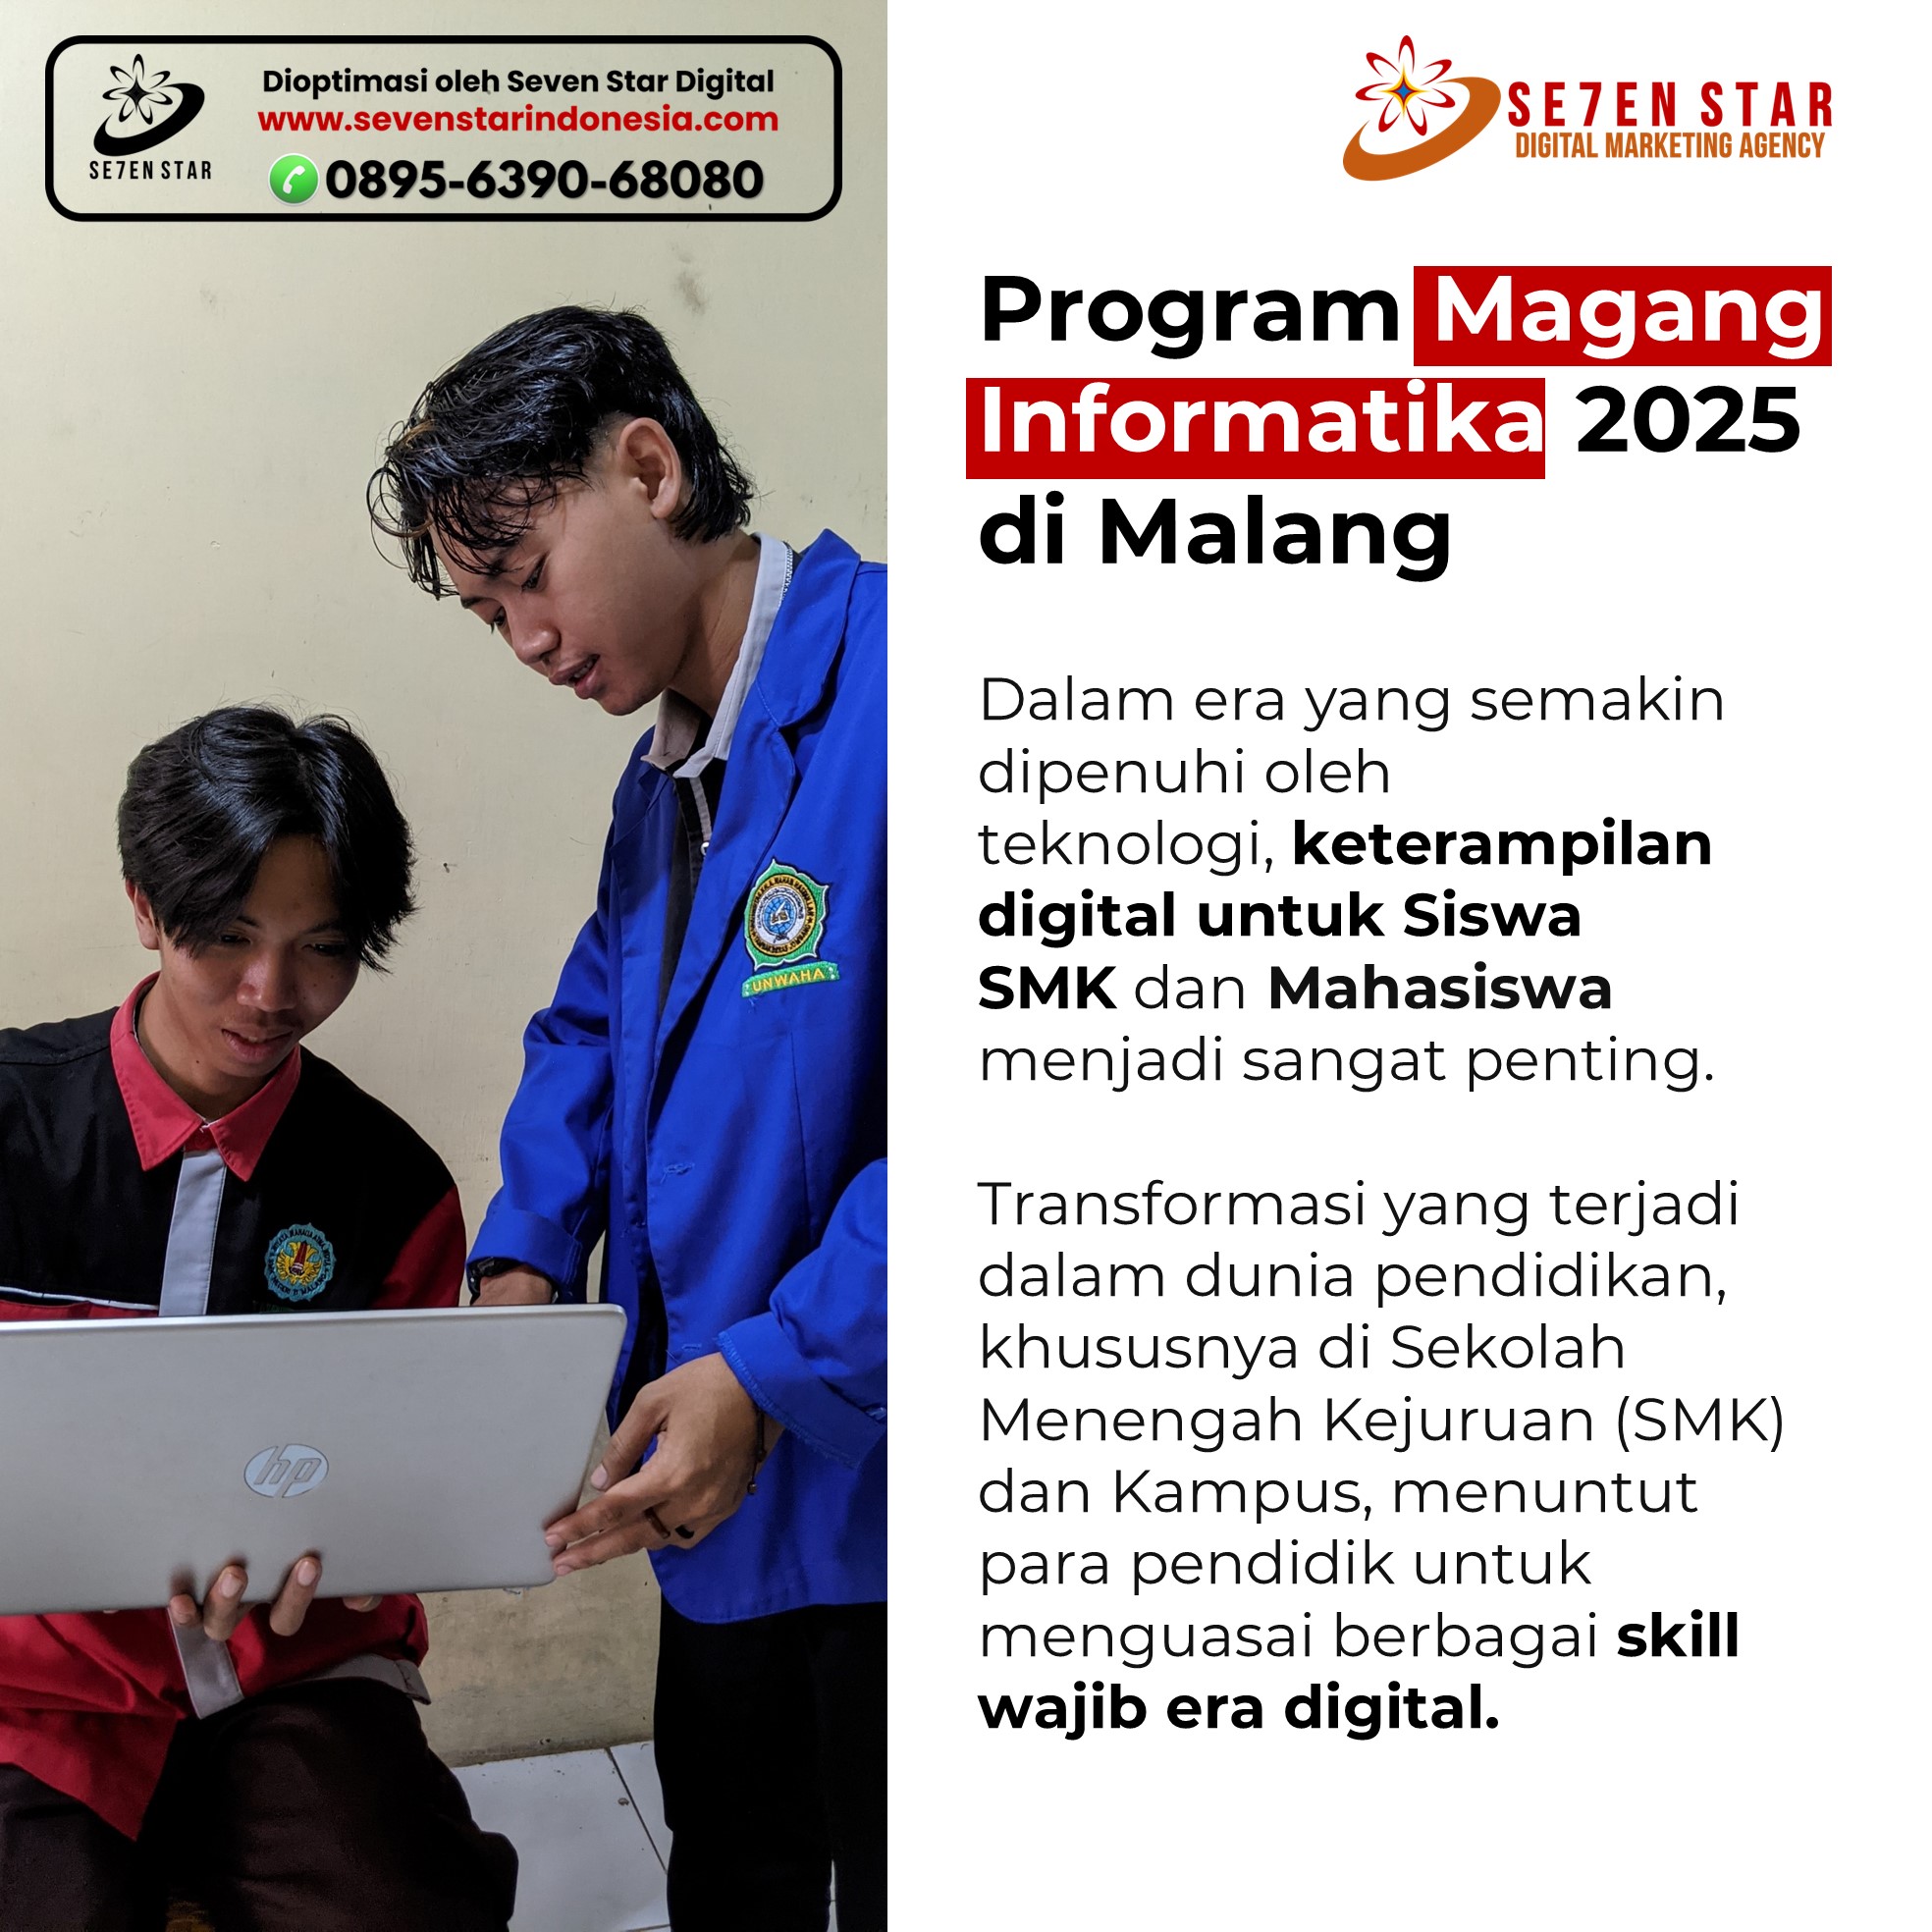 Dioptimasi oleh Seven Star Digital
www.sevenstarindonesia.com
SE7EN STAR
0895-6390-68080
SE7EN STAR
DIGITAL MARKETING AGENCY
Program Magang
Informatika 2025
di Malang
Dalam era yang semakin
dipenuhi oleh
teknologi, keterampilan
digital untuk Siswa
SMK dan Mahasiswa
menjadi sangat penting.
Transformasi yang terjadi
dalam dunia pendidikan,
khususnya di Sekolah
Menengah Kejuruan (SMK)
dan Kampus, menuntut
para pendidik untuk
menguasai berbagai skill
wajib era digital.
UNWAHA
hp